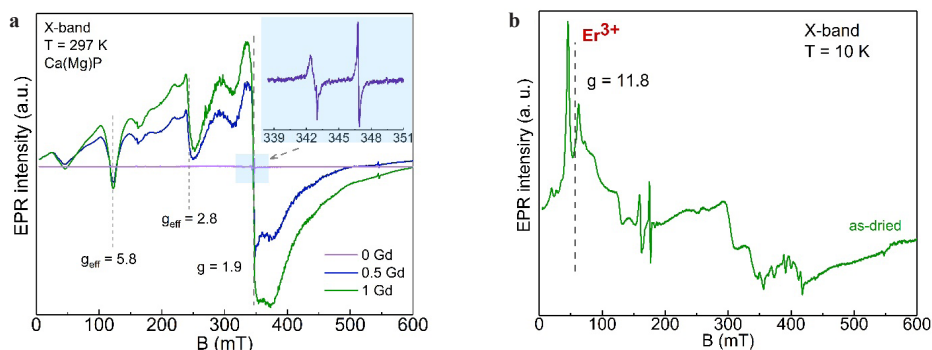 a
X-band
T = 297 K
Ca(Mg)P
EPR intensity (a.u.)
339 342 345 348 351
g_eff = 5.8
g_eff = 2.8
g = 1.9
0 Gd
0.5 Gd
1 Gd
0 100 200 300 400 500 600
B (mT)
b
Er³⁺
X-band
T = 10 K
g = 11.8
EPR intensity (a. u.)
as-dried
0 100 200 300 400 500 600
B (mT)